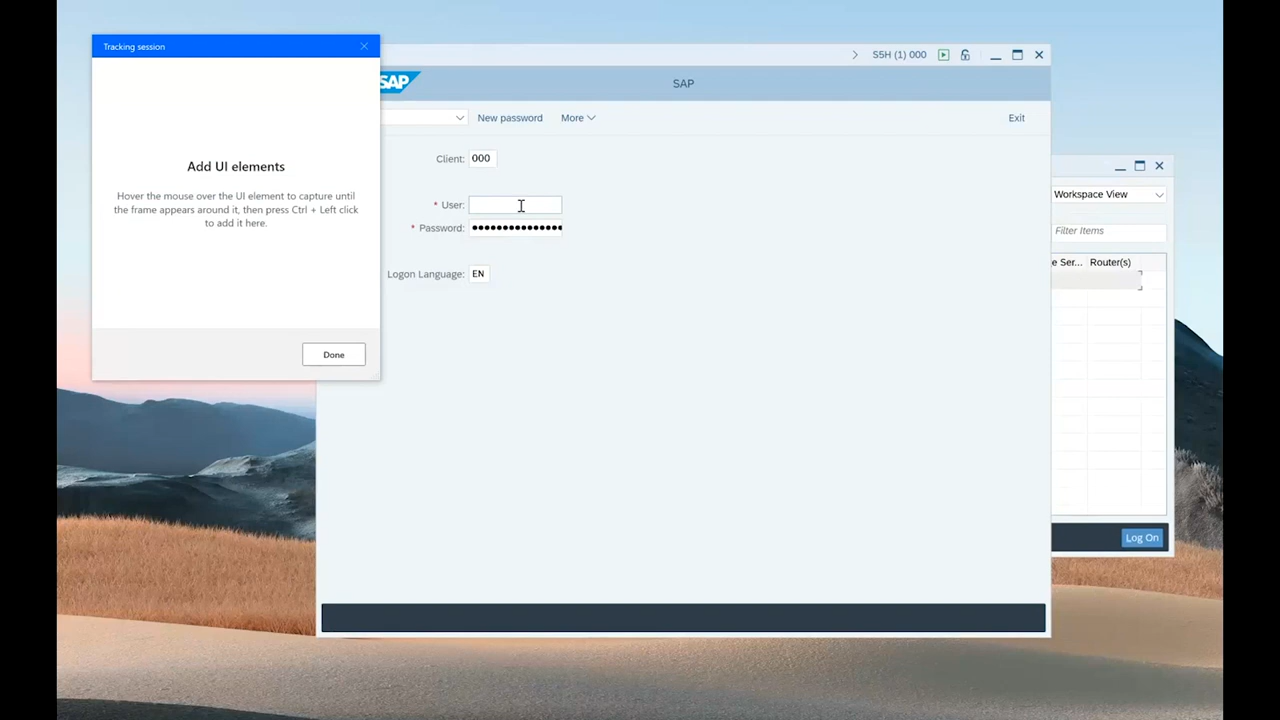 Tracking session
Add UI elements
Hover the mouse over the UI element to capture until
the frame appears around it, then press Ctrl + Left click
to add it here.
Done
S5H (1) 000
SAP
SAP
New password
More
Exit
Client: 000
* User:
* Password: ●●●●●●●●●●●●●●●
Logon Language: EN
Workspace View
Filter Items
e Ser...
Router(s)
Log On